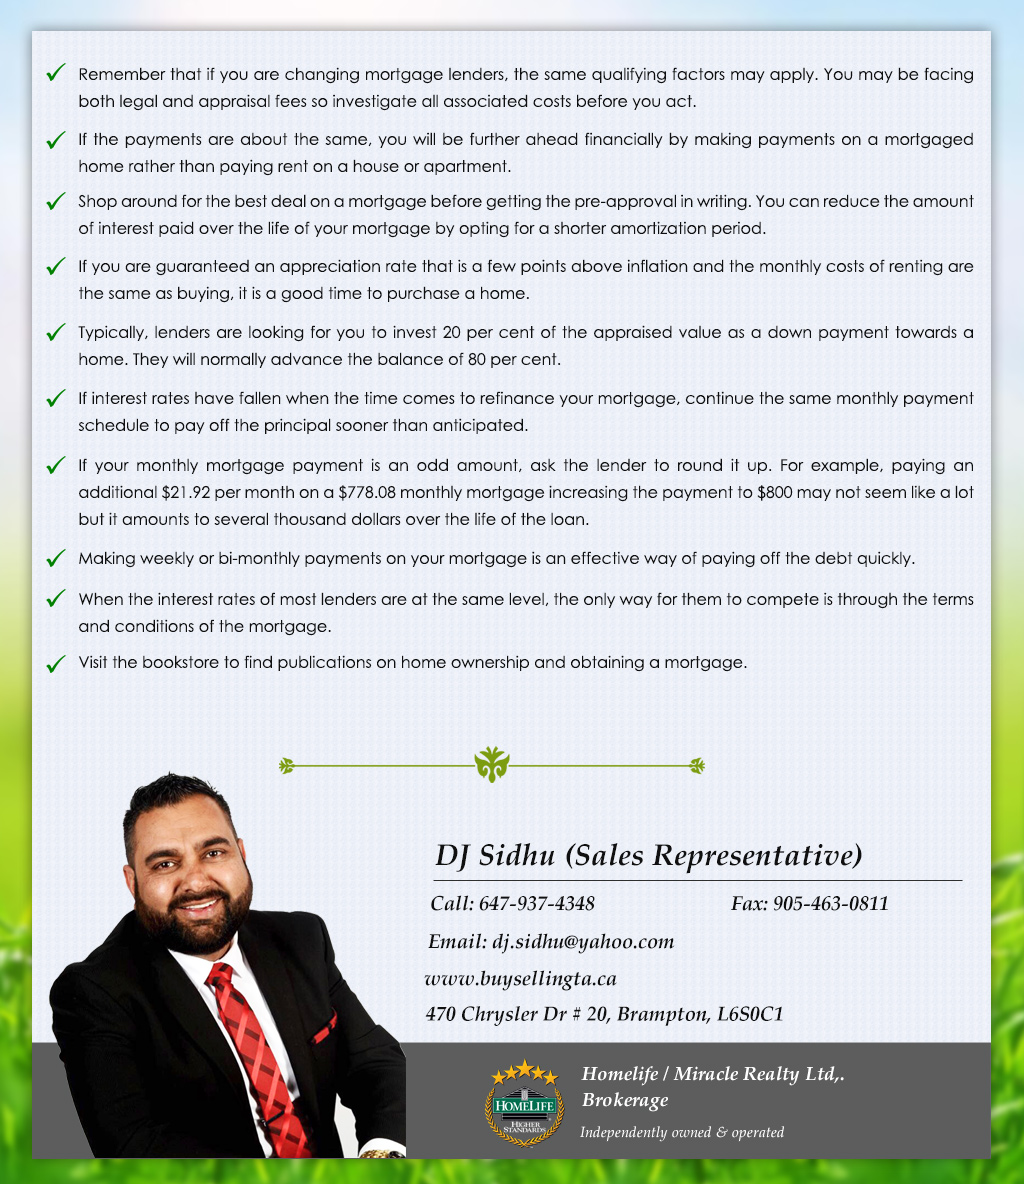 Remember that if you are changing mortgage lenders, the same qualifying factors may apply. You may be facing
both legal and appraisal fees so investigate all associated costs before you act.
If the payments are about the same, you will be further ahead financially by making payments on a mortgaged
home rather than paying rent on a house or apartment.
Shop around for the best deal on a mortgage before getting the pre-approval in writing. You can reduce the amount
of interest paid over the life of your mortgage by opting for a shorter amortization period.
If you are guaranteed an appreciation rate that is a few points above inflation and the monthly costs of renting are
the same as buying, it is a good time to purchase a home.
Typically, lenders are looking for you to invest 20 per cent of the appraised value as a down payment towards a
home. They will normally advance the balance of 80 per cent.
If interest rates have fallen when the time comes to refinance your mortgage, continue the same monthly payment
schedule to pay off the principal sooner than anticipated.
If your monthly mortgage payment is an odd amount, ask the lender to round it up. For example, paying an
additional $21.92 per month on a $778.08 monthly mortgage increasing the payment to $800 may not seem like a lot
but it amounts to several thousand dollars over the life of the loan.
Making weekly or bi-monthly payments on your mortgage is an effective way of paying off the debt quickly.
When the interest rates of most lenders are at the same level, the only way for them to compete is through the terms
and conditions of the mortgage.
Visit the bookstore to find publications on home ownership and obtaining a mortgage.
DJ Sidhu (Sales Representative)
Call: 647-937-4348 Fax: 905-463-0811
Email: dj.sidhu@yahoo.com
www.buysellingta.ca
470 Chrysler Dr # 20, Brampton, L6S0C1
HOMELIFE
HIGHER
STANDARDS
Homelife / Miracle Realty Ltd,.
Brokerage
Independently owned & operated